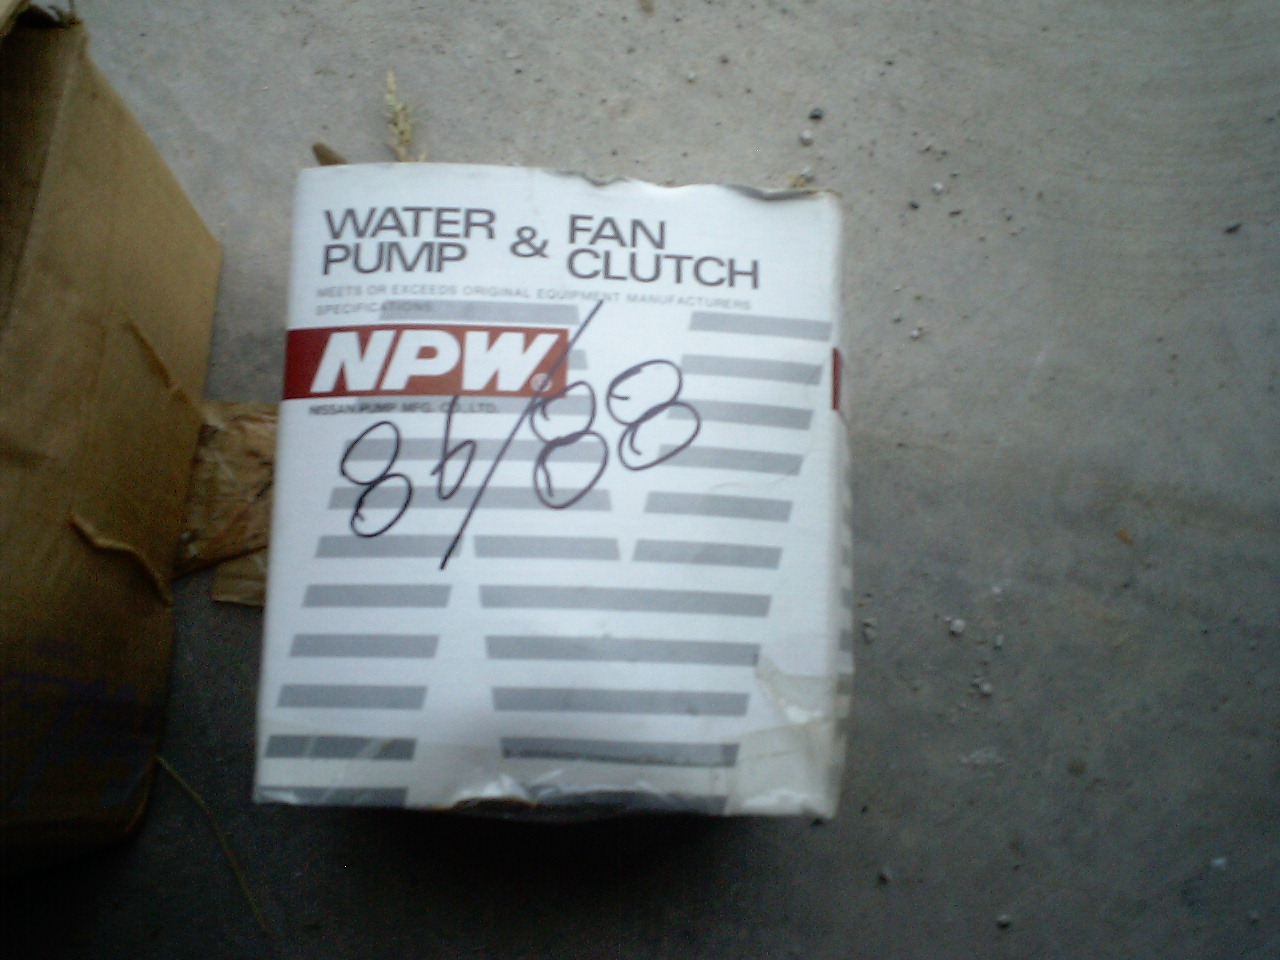 WATER PUMP & FAN CLUTCH
MEETS OR EXCEEDS ORIGINAL EQUIPMENT MANUFACTURERS
SPECIFICATIONS
NPW®
NISSAN PUMP MFG. CO., LTD.
86/88 8